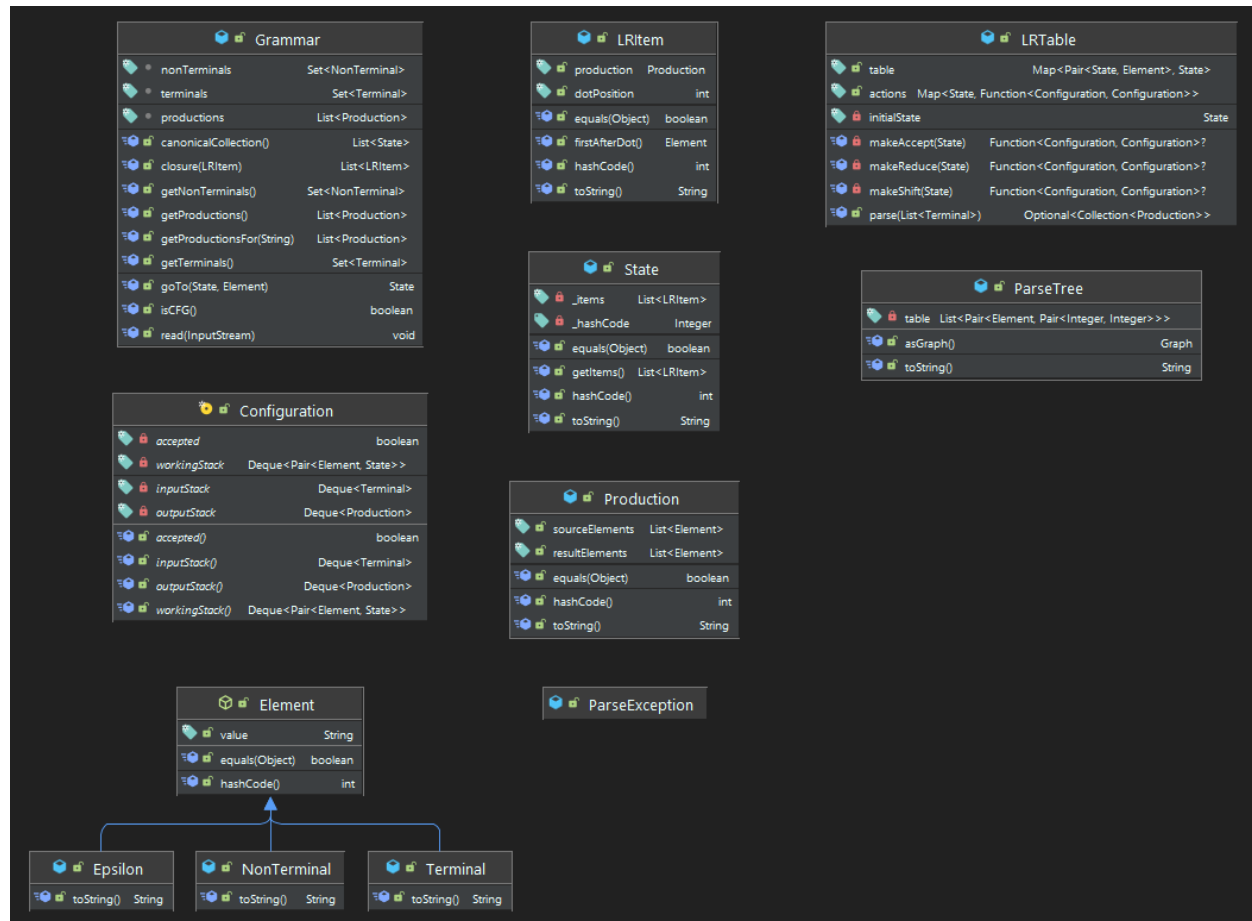 Grammar
nonTerminals Set<NonTerminal>
terminals Set<Terminal>
productions List<Production>
canonicalCollection() List<State>
closure(LRItem) List<LRItem>
getNonTerminals() Set<NonTerminal>
getProductions() List<Production>
getProductionsFor(String) List<Production>
getTerminals() Set<Terminal>
goTo(State, Element) State
isCFG() boolean
read(InputStream) void
LRItem
production Production
dotPosition int
equals(Object) boolean
firstAfterDot() Element
hashCode() int
toString() String
LRTable
table Map<Pair<State, Element>, State>
actions Map<State, Function<Configuration, Configuration>>
initialState State
makeAccept(State) Function<Configuration, Configuration>?
makeReduce(State) Function<Configuration, Configuration>?
makeShift(State) Function<Configuration, Configuration>?
parse(List<Terminal>) Optional<Collection<Production>>
State
_items List<LRItem>
_hashCode Integer
equals(Object) boolean
getItems() List<LRItem>
hashCode() int
toString() String
ParseTree
table List<Pair<Element, Pair<Integer, Integer>>>
asGraph() Graph
toString() String
Configuration
accepted boolean
workingStack Deque<Pair<Element, State>>
inputStack Deque<Terminal>
outputStack Deque<Production>
accepted() boolean
inputStack() Deque<Terminal>
outputStack() Deque<Production>
workingStack() Deque<Pair<Element, State>>
Production
sourceElements List<Element>
resultElements List<Element>
equals(Object) boolean
hashCode() int
toString() String
Element
value String
equals(Object) boolean
hashCode() int
ParseException
Epsilon
toString() String
NonTerminal
toString() String
Terminal
toString() String